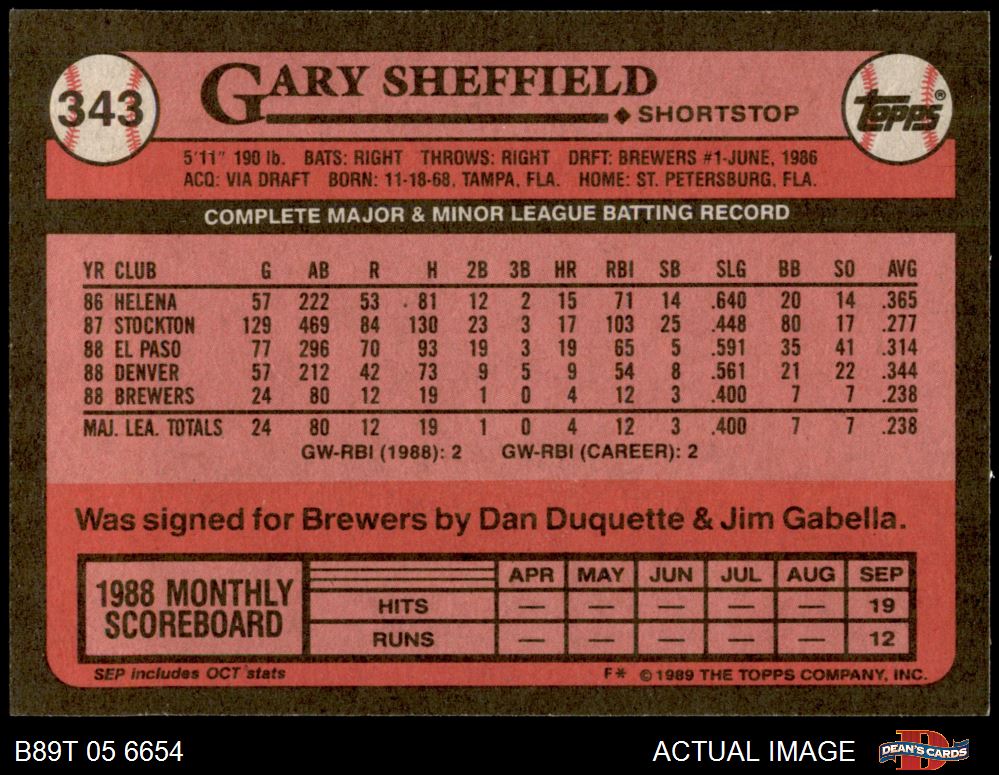 343
GARY SHEFFIELD
◆ SHORTSTOP
topps®
5'11" 190 lb. BATS: RIGHT THROWS: RIGHT DRFT: BREWERS #1-JUNE, 1986
ACQ: VIA DRAFT BORN: 11-18-68, TAMPA, FLA. HOME: ST. PETERSBURG, FLA.
COMPLETE MAJOR & MINOR LEAGUE BATTING RECORD
YR CLUB G AB R H 2B 3B HR RBI SB SLG BB SO AVG
86 HELENA 57 222 53 81 12 2 15 71 14 .640 20 14 .365
87 STOCKTON 129 469 84 130 23 3 17 103 25 .448 80 17 .277
88 EL PASO 77 296 70 93 19 3 19 65 5 .591 35 41 .314
88 DENVER 57 212 42 73 9 5 9 54 8 .561 21 22 .344
88 BREWERS 24 80 12 19 1 0 4 12 3 .400 7 7 .238
MAJ. LEA. TOTALS 24 80 12 19 1 0 4 12 3 .400 7 7 .238
GW-RBI (1988): 2 GW-RBI (CAREER): 2
Was signed for Brewers by Dan Duquette & Jim Gabella.
1988 MONTHLY
SCOREBOARD
APR MAY JUN JUL AUG SEP
HITS — — — — — 19
RUNS — — — — — 12
SEP includes OCT stats
F* © 1989 THE TOPPS COMPANY, INC.
B89T 05 6654
ACTUAL IMAGE
DEAN'S CARDS